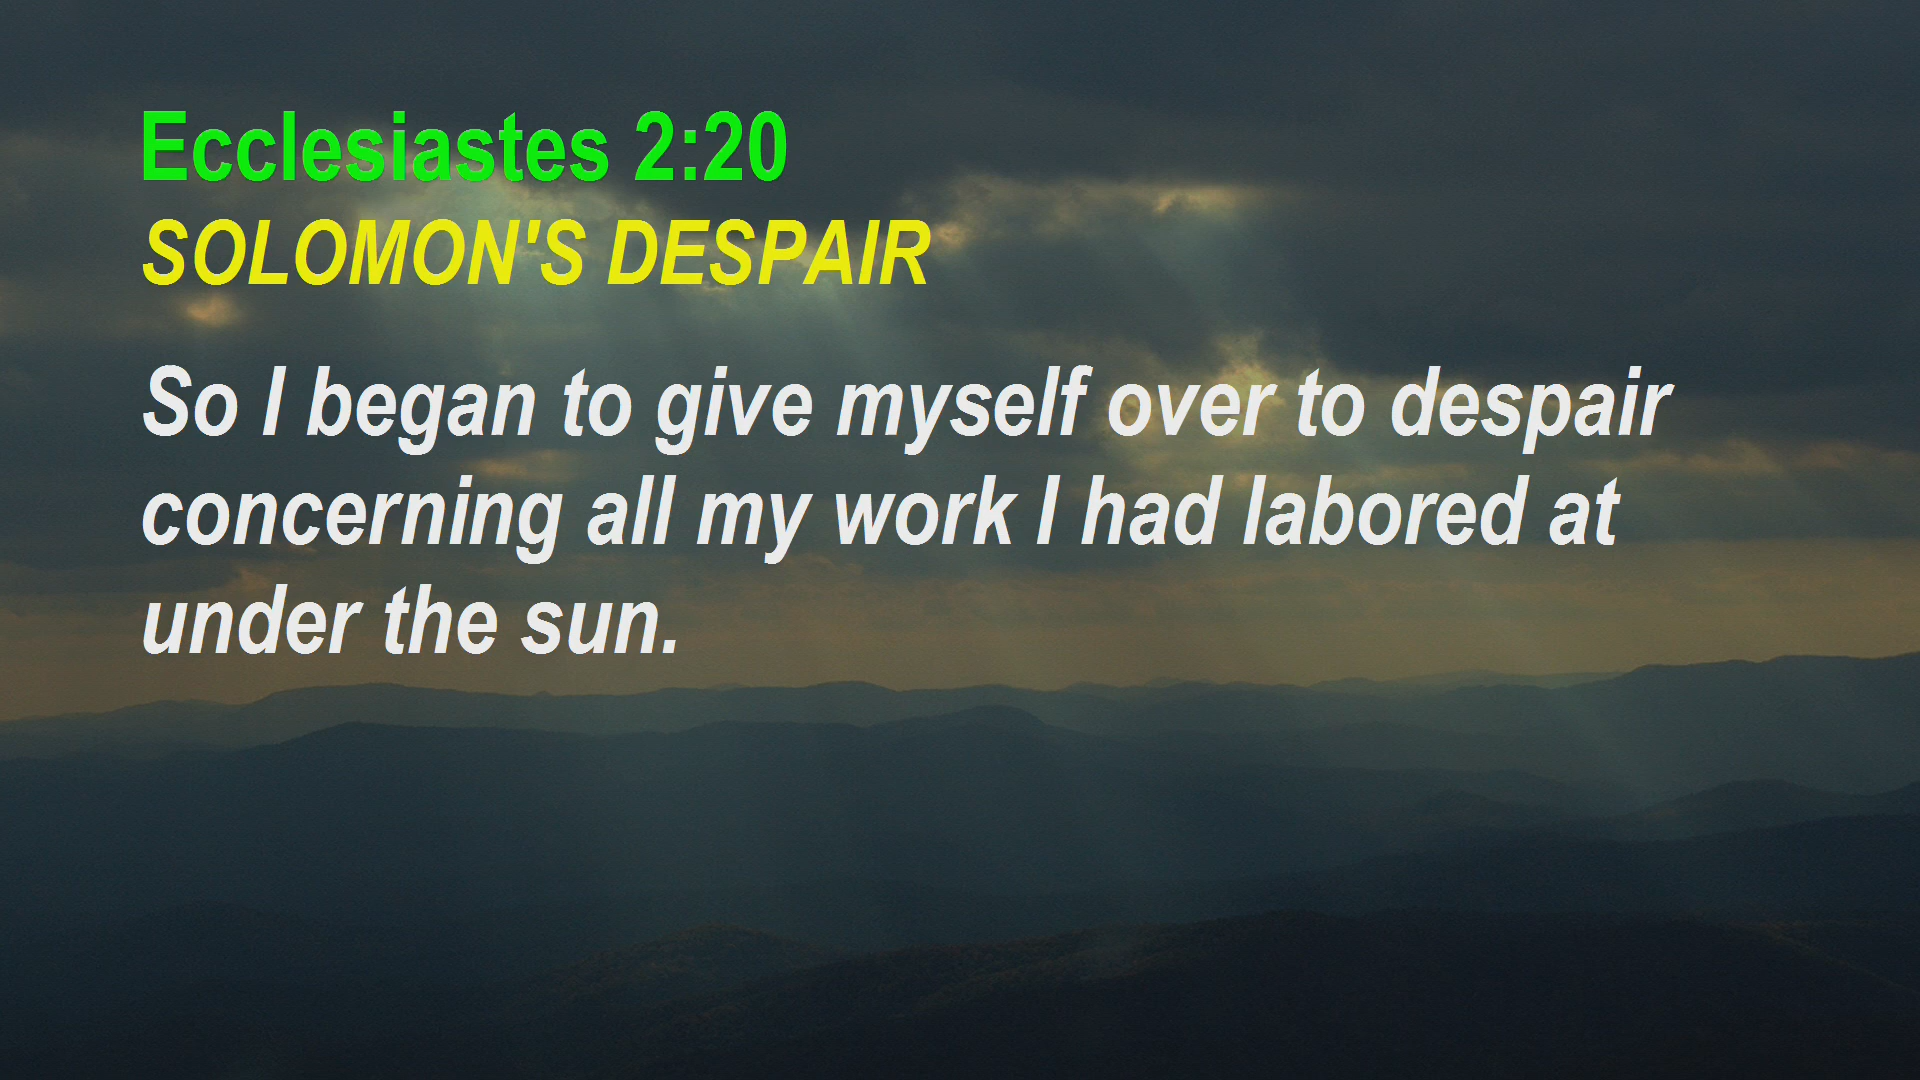 Ecclesiastes 2:20
SOLOMON'S DESPAIR
So I began to give myself over to despair
concerning all my work I had labored at
under the sun.